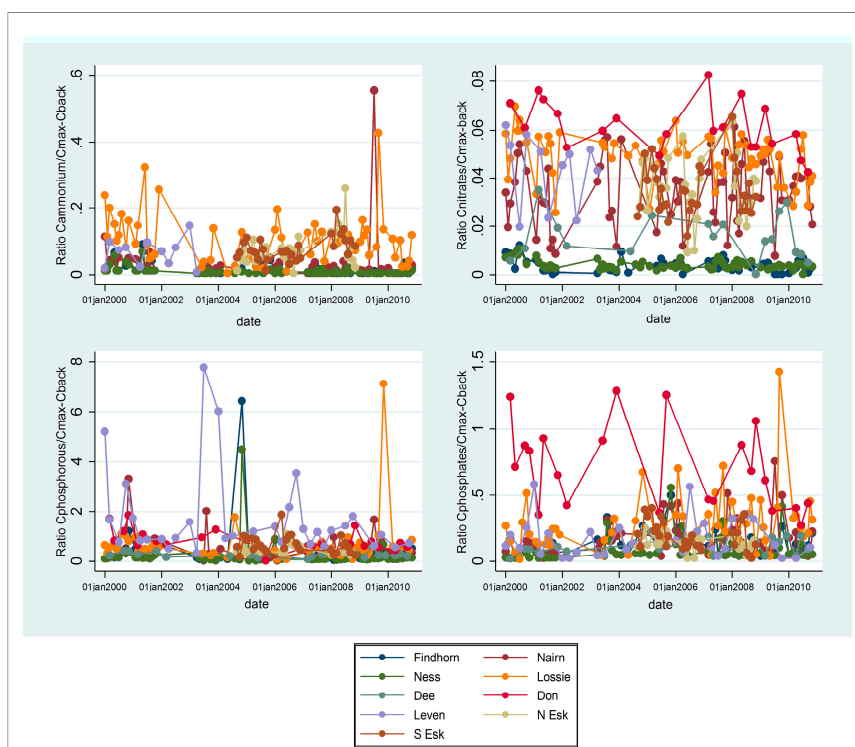 Ratio Cammonium/Cmax-Cback
.6
.4
.2
0
01jan2000 01jan2002 01jan2004 01jan2006 01jan2008 01jan2010
date
Ratio Cnitrates/Cmax-back
.08
.06
.04
.02
0
01jan2000 01jan2002 01jan2004 01jan2006 01jan2008 01jan2010
date
Ratio Cphosphorous/Cmax-Cback
8
6
4
2
0
01jan2000 01jan2002 01jan2004 01jan2006 01jan2008 01jan2010
date
Ratio Cphosphates/Cmax-Cback
1.5
1
.5
0
01jan2000 01jan2002 01jan2004 01jan2006 01jan2008 01jan2010
date
Findhorn Nairn
Ness Lossie
Dee Don
Leven N Esk
S Esk